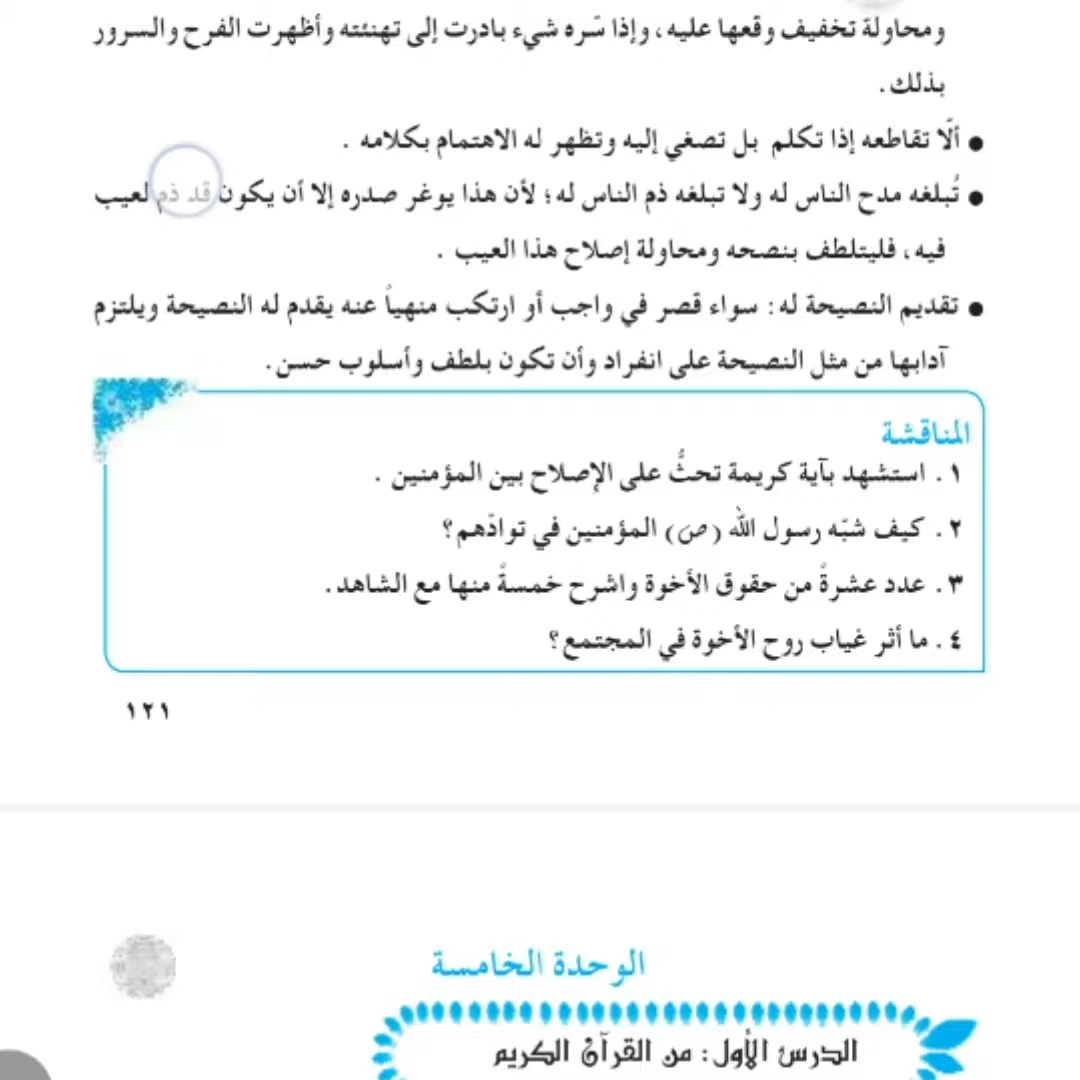 ومحاولة تخفيف وقعها عليه، وإذا سّره شيء بادرت إلى تهنئته وأظهرت الفرح والسرور
بذلك.
● ألّا تقاطعه إذا تكلم بل تصغي إليه وتظهر له الاهتمام بكلامه.
● تُبلغه مدح الناس له ولا تبلغه ذم الناس له؛ لأن هذا يوغر صدره إلا أن يكون قد ذم لعيب
فيه، فليتلطف بنصحه ومحاولة إصلاح هذا العيب.
● تقديم النصيحة له: سواء قصر في واجب أو ارتكب منهياً عنه يقدم له النصيحة ويلتزم
آدابها من مثل النصيحة على انفراد وأن تكون بلطف وأسلوب حسن.
المناقشة
١. استشهد بآية كريمة تحثُّ على الإصلاح بين المؤمنين.
٢. كيف شبّه رسول الله (ص) المؤمنين في توادّهم؟
٣. عدد عشرةً من حقوق الأخوة واشرح خمسةً منها مع الشاهد.
٤. ما أثر غياب روح الأخوة في المجتمع؟
١٢١
الوحدة الخامسة
الدرس الأول: من القرآن الكريم